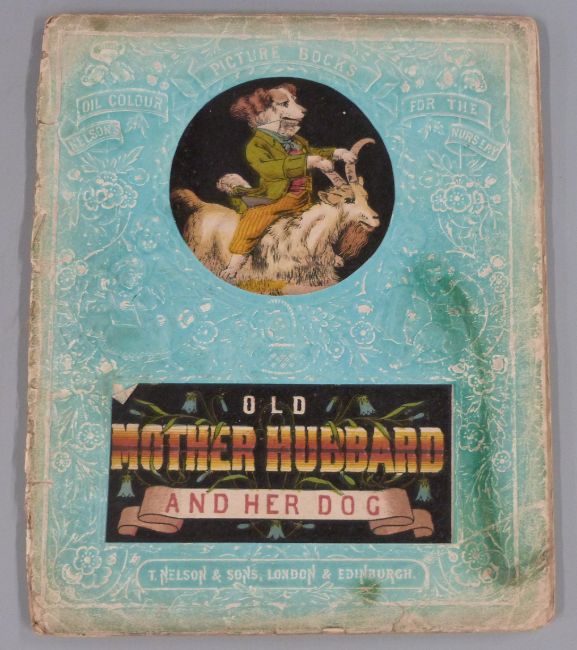 NELSON'S
OIL COLOUR
PICTURE BOOKS
FOR THE
NURSERY
OLD
MOTHER HUBBARD
AND HER DOG
T. NELSON & SONS, LONDON & EDINBURGH.